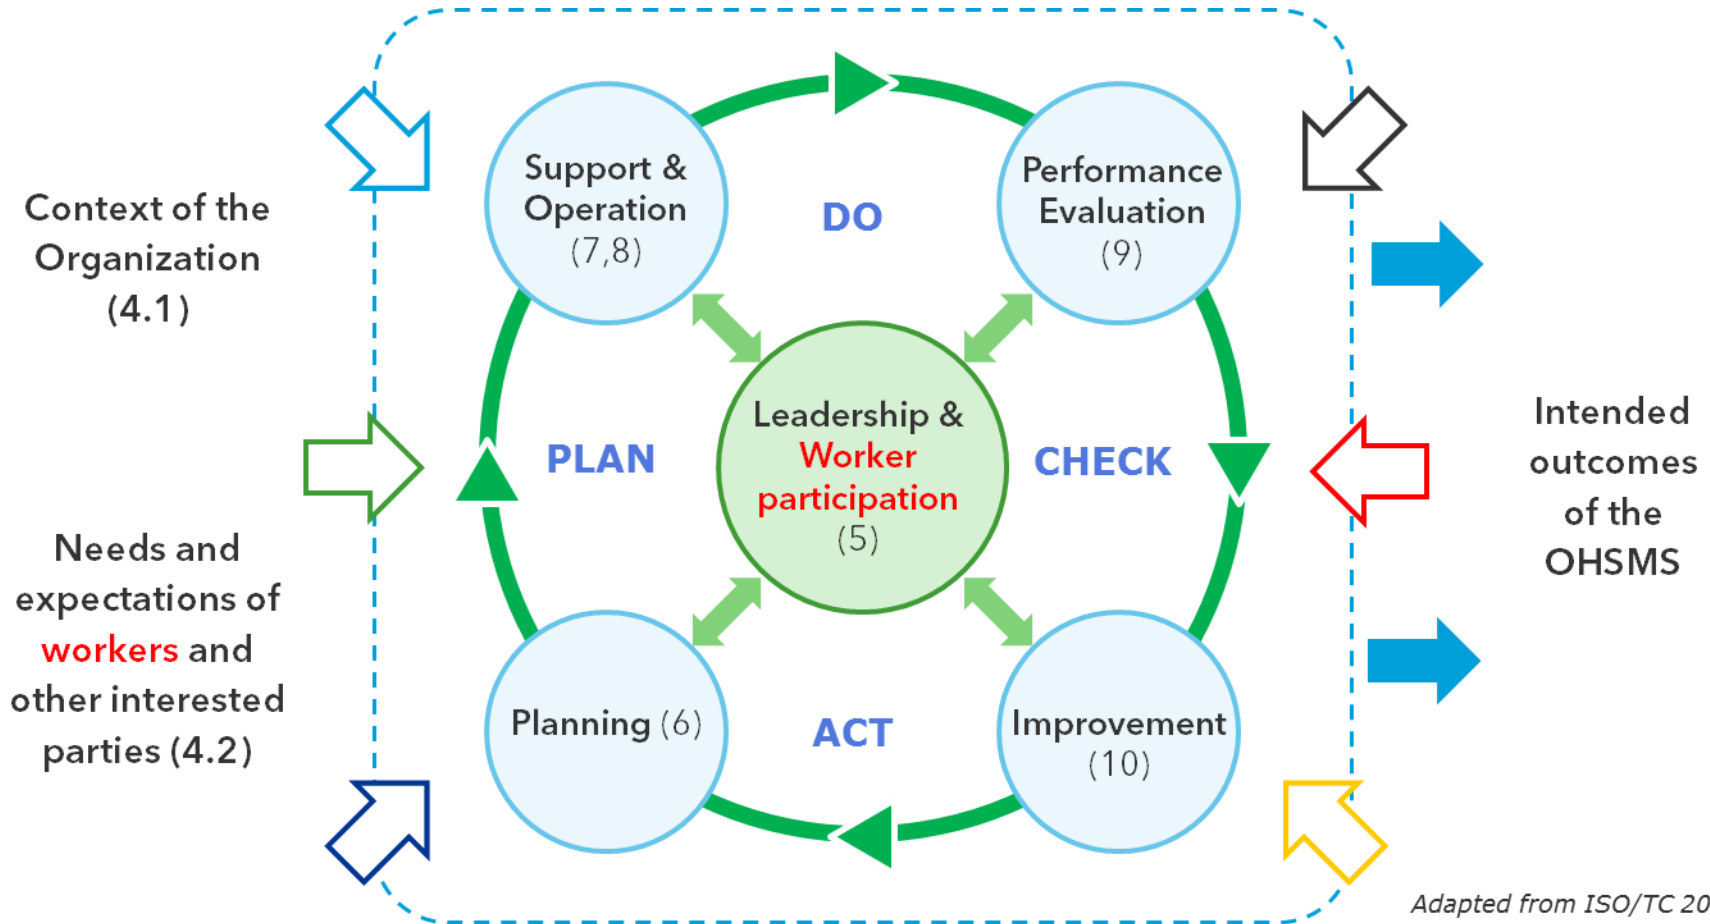 Context of the
Organization
(4.1)
Needs and
expectations of
workers and
other interested
parties (4.2)
Support &
Operation
(7,8)
DO
Performance
Evaluation
(9)
PLAN
Leadership &
Worker
participation
(5)
CHECK
Planning (6)
ACT
Improvement
(10)
Intended
outcomes
of the
OHSMS
Adapted from ISO/TC 20